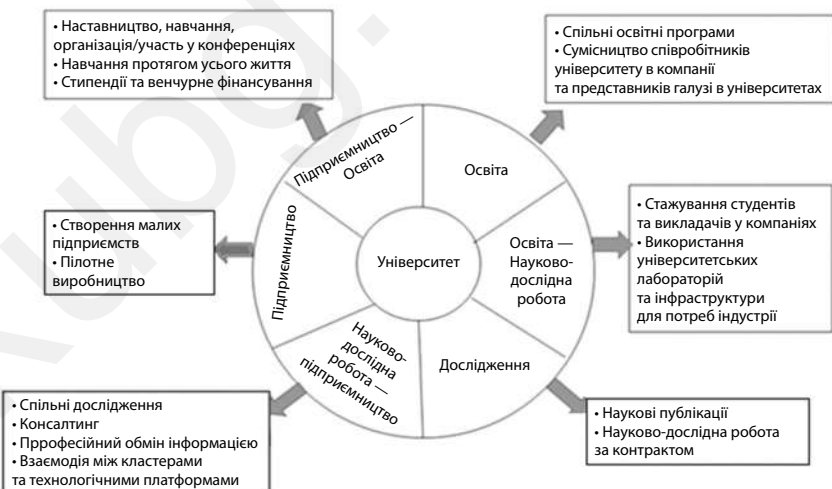 • Наставництво, навчання,
організація/участь у конференціях
• Навчання протягом усього життя
• Стипендії та венчурне фінансування
• Спільні освітні програми
• Сумісництво співробітників
університету в компанії
та представників галузі в університетах
Підприємництво —
Освіта
Освіта
• Створення малих
підприємств
• Пілотне
виробництво
Підприємництво
Університет
Освіта —
Науково-
дослідна
робота
• Стажування студентів
та викладачів у компаніях
• Використання
університетських
лабораторій
та інфраструктури
для потреб індустрії
Науково-
дослідна
робота —
підприємництво
Дослідження
• Спільні дослідження
• Консалтинг
• Пррофесійний обмін інформацією
• Взаємодія між кластерами
та технологічними платформами
• Наукові публікації
• Науково-дослідна робота
за контрактом